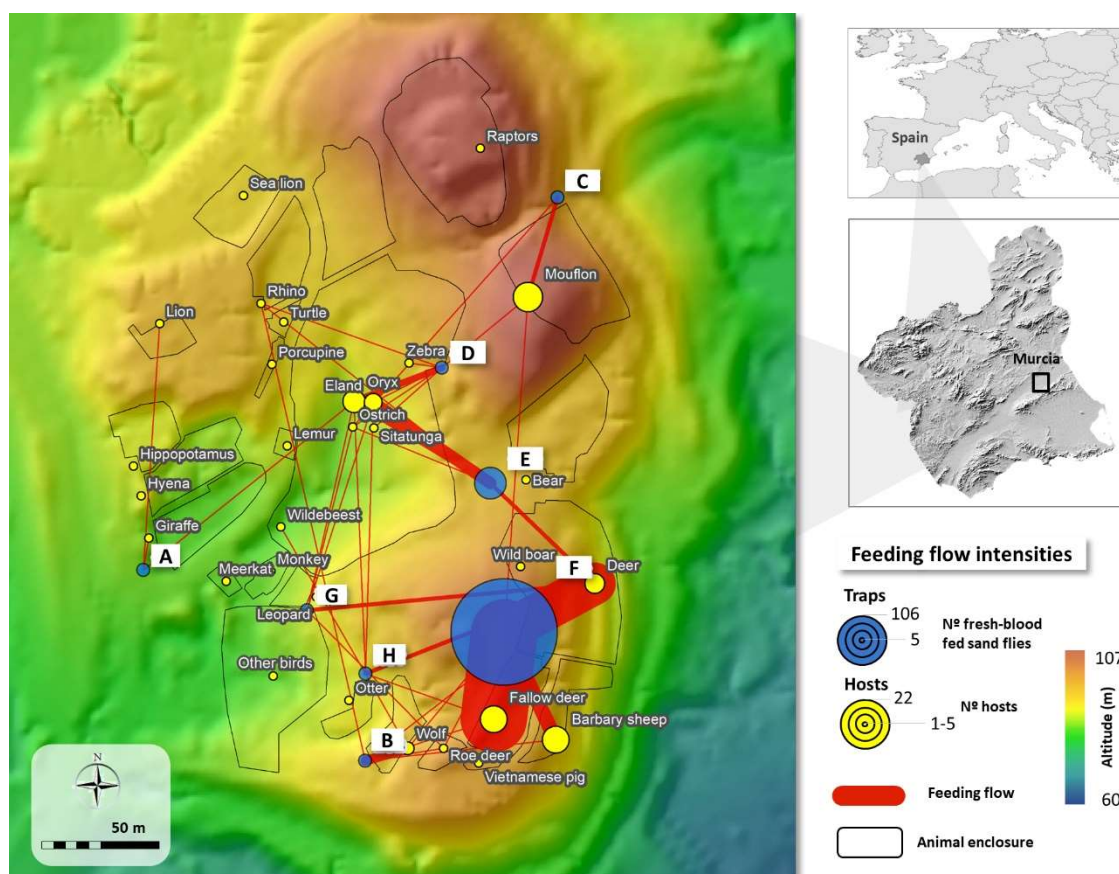 Raptors
Sea lion
C
Mouflon
Rhino
Lion
Turtle
Porcupine
Zebra
D
Eland
Oryx
Ostrich
Sitatunga
Lemur
Hippopotamus
E
Bear
Hyena
Wildebeest
Giraffe
A
Monkey
Meerkat
Wild boar
F
Deer
G
Leopard
H
Other birds
Otter
Fallow deer
Barbary sheep
B
Wolf
Roe deer
Vietnamese pig
N
50 m
Spain
Murcia
Feeding flow intensities
Traps
106
5
Nº fresh-blood
fed sand flies
Hosts
22
1-5
Nº hosts
Feeding flow
Animal enclosure
107
Altitude (m)
60